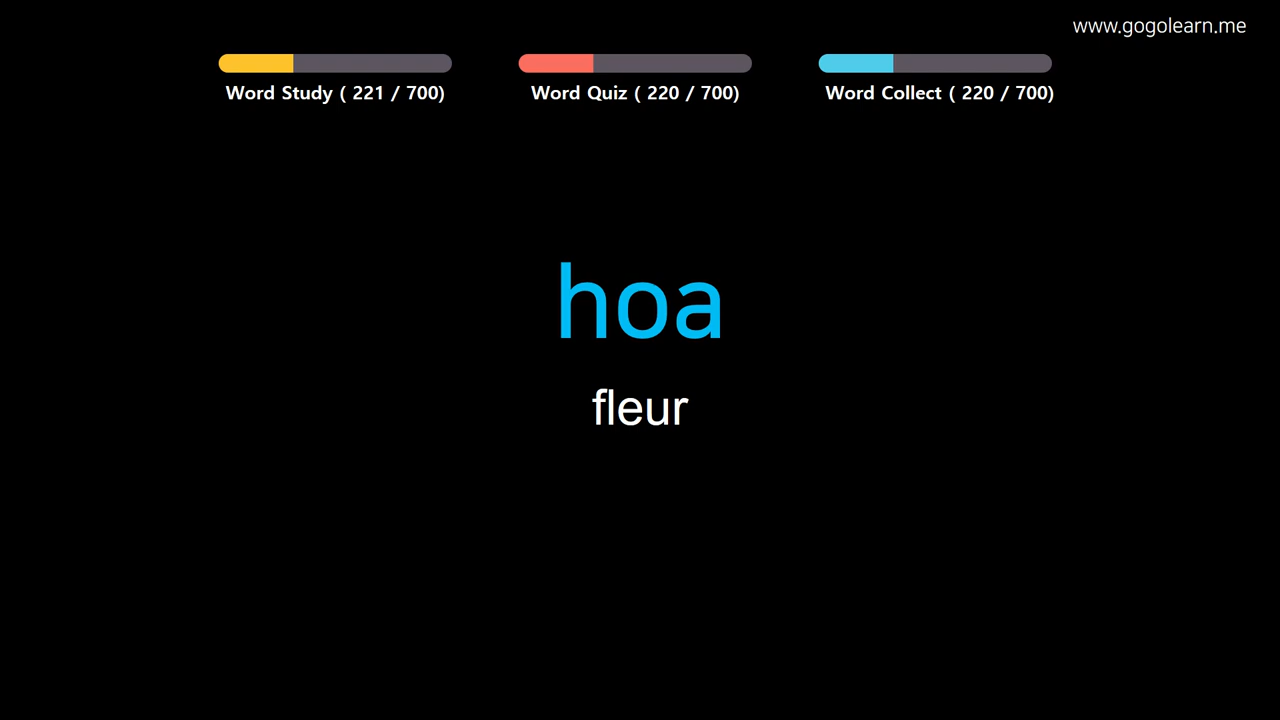 www.gogolearn.me
Word Study ( 221 / 700)
Word Quiz ( 220 / 700)
Word Collect ( 220 / 700)
hoa
fleur